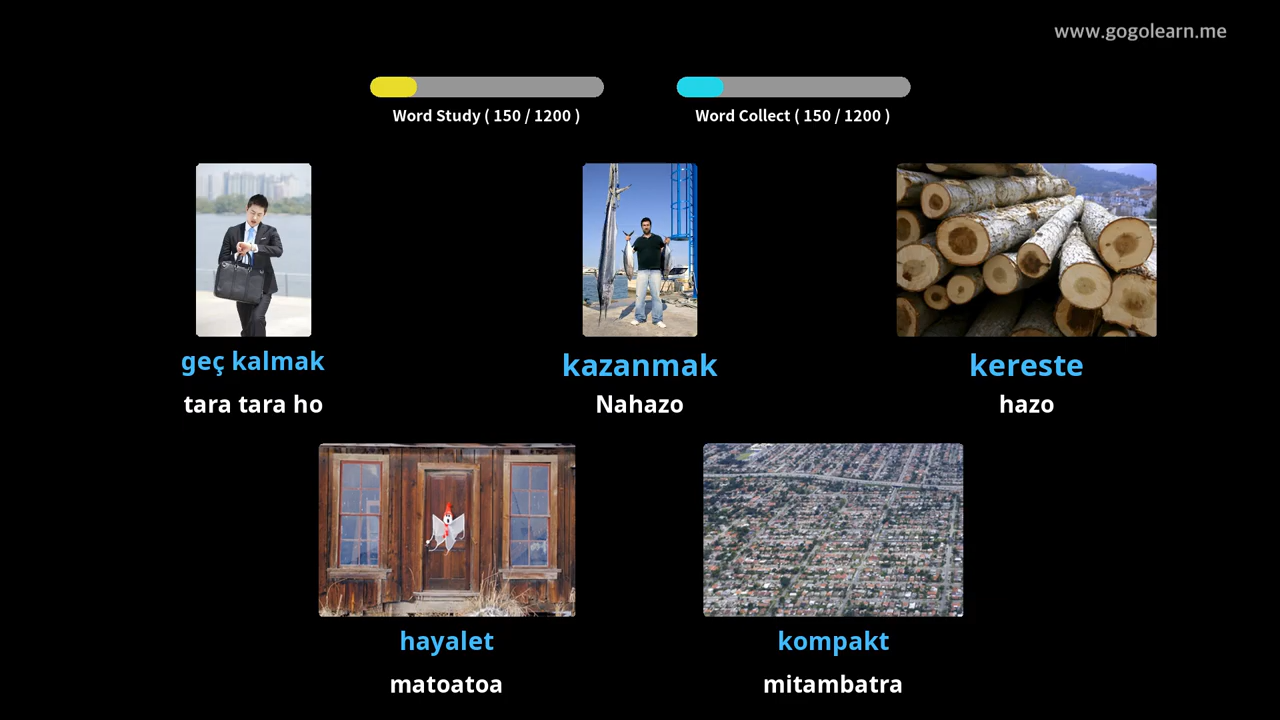 www.gogolearn.me
Word Study ( 150 / 1200 )
Word Collect ( 150 / 1200 )
geç kalmak
tara tara ho
kazanmak
Nahazo
kereste
hazo
hayalet
matoatoa
kompakt
mitambatra